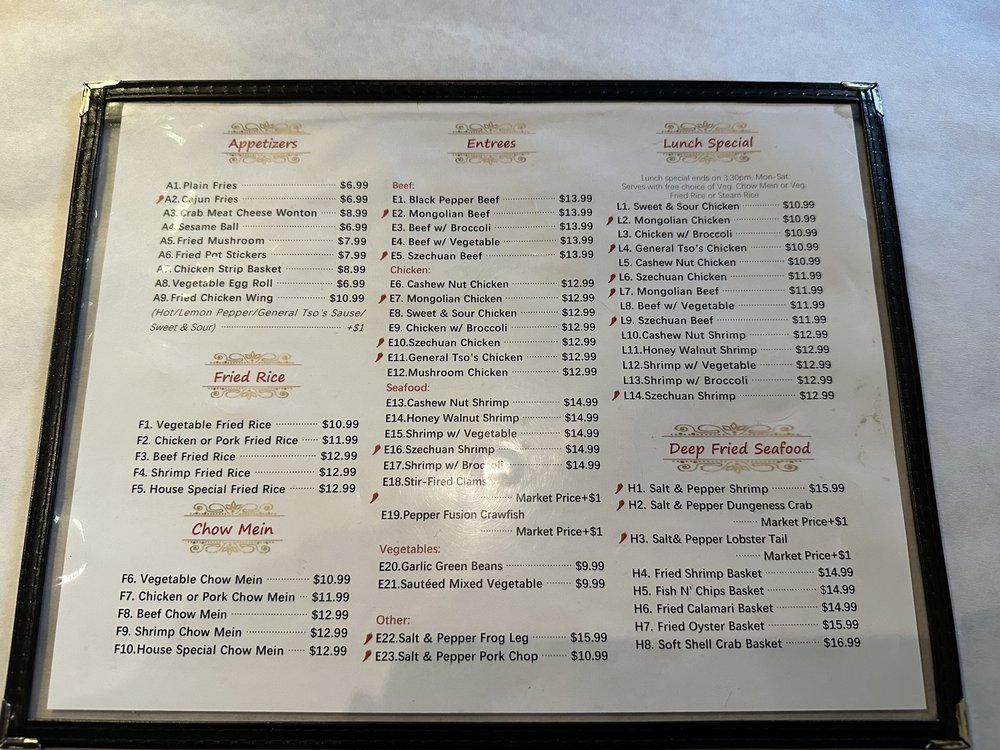 Appetizers
A1. Plain Fries $6.99
A2. Cajun Fries $6.99
A3. Crab Meat Cheese Wonton $8.99
A4. Sesame Ball $6.99
A5. Fried Mushroom $7.99
A6. Fried Pot Stickers $7.99
A7. Chicken Strip Basket $8.99
A8. Vegetable Egg Roll $6.99
A9. Fried Chicken Wing $10.99
(Hot/Lemon Pepper/General Tso's Sause/
Sweet & Sour) +$1
Fried Rice
F1. Vegetable Fried Rice $10.99
F2. Chicken or Pork Fried Rice $11.99
F3. Beef Fried Rice $12.99
F4. Shrimp Fried Rice $12.99
F5. House Special Fried Rice $12.99
Chow Mein
F6. Vegetable Chow Mein $10.99
F7. Chicken or Pork Chow Mein $11.99
F8. Beef Chow Mein $12.99
F9. Shrimp Chow Mein $12.99
F10.House Special Chow Mein $12.99
Entrees
Beef:
E1. Black Pepper Beef $13.99
E2. Mongolian Beef $13.99
E3. Beef w/ Broccoli $13.99
E4. Beef w/ Vegetable $13.99
E5. Szechuan Beef $13.99
Chicken:
E6. Cashew Nut Chicken $12.99
E7. Mongolian Chicken $12.99
E8. Sweet & Sour Chicken $12.99
E9. Chicken w/ Broccoli $12.99
E10.Szechuan Chicken $12.99
E11.General Tso's Chicken $12.99
E12.Mushroom Chicken $12.99
Seafood:
E13.Cashew Nut Shrimp $14.99
E14.Honey Walnut Shrimp $14.99
E15.Shrimp w/ Vegetable $14.99
E16.Szechuan Shrimp $14.99
E17.Shrimp w/ Broccoli $14.99
E18.Stir-Fired Clams
Market Price+$1
E19.Pepper Fusion Crawfish
Market Price+$1
Vegetables:
E20.Garlic Green Beans $9.99
E21.Sautéed Mixed Vegetable $9.99
Other:
E22.Salt & Pepper Frog Leg $15.99
E23.Salt & Pepper Pork Chop $10.99
Lunch Special
Lunch special ends on 3:30pm, Mon-Sat.
Serves with free choice of Veg. Chow Mein or Veg.
Fried Rice or Steam Rice
L1. Sweet & Sour Chicken $10.99
L2. Mongolian Chicken $10.99
L3. Chicken w/ Broccoli $10.99
L4. General Tso's Chicken $10.99
L5. Cashew Nut Chicken $10.99
L6. Szechuan Chicken $11.99
L7. Mongolian Beef $11.99
L8. Beef w/ Vegetable $11.99
L9. Szechuan Beef $11.99
L10.Cashew Nut Shrimp $12.99
L11.Honey Walnut Shrimp $12.99
L12.Shrimp w/ Vegetable $12.99
L13.Shrimp w/ Broccoli $12.99
L14.Szechuan Shrimp $12.99
Deep Fried Seafood
H1. Salt & Pepper Shrimp $15.99
H2. Salt & Pepper Dungeness Crab
Market Price+$1
H3. Salt& Pepper Lobster Tail
Market Price+$1
H4. Fried Shrimp Basket $14.99
H5. Fish N' Chips Basket $14.99
H6. Fried Calamari Basket $14.99
H7. Fried Oyster Basket $15.99
H8. Soft Shell Crab Basket $16.99